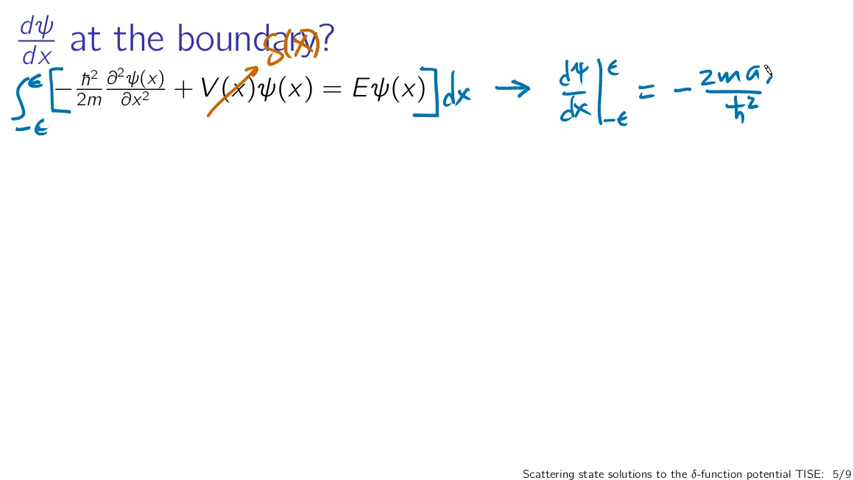 dψ/dx at the boundary?
δ(x)
∫_{-ϵ}^{ϵ} [ -ħ²/2m ∂²ψ(x)/∂x² + V(x)ψ(x) = Eψ(x) ] dx → dψ/dx |_{-ϵ}^{ϵ} = - 2ma/ħ²
Scattering state solutions to the δ-function potential TISE: 5/9